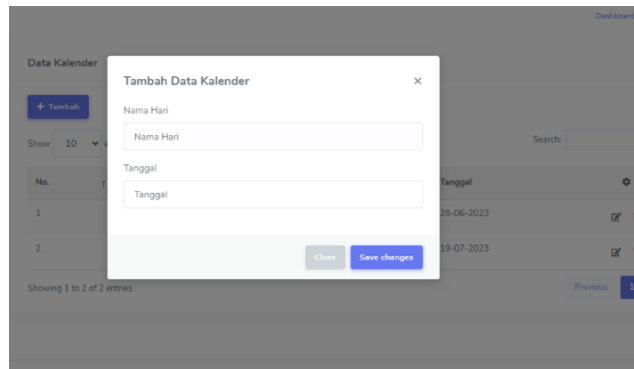 Dashboard
Data Kalender
Tambah Data Kalender ×
+ Tambah
Nama Hari
Nama Hari
Show 10
Search:
Tanggal
Tanggal
No.
Tanggal
1
28-06-2023
2
19-07-2023
Close Save changes
Showing 1 to 2 of 2 entries
Previous 1